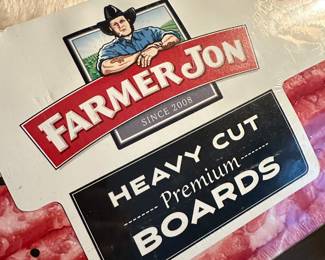 FARMER JON
SINCE 2008
HEAVY CUT
Premium
BOARDS